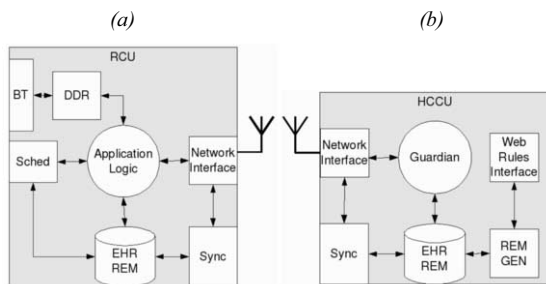 (a)
(b)
RCU
BT
DDR
Sched
Application
Logic
Network
Interface
EHR
REM
Sync
HCCU
Network
Interface
Guardian
Web
Rules
Interface
Sync
EHR
REM
REM
GEN